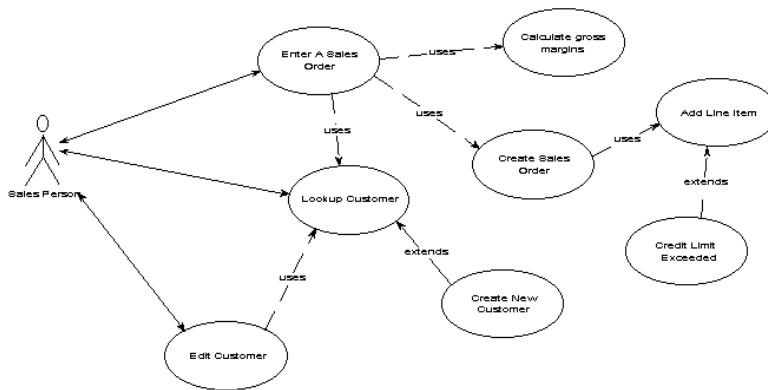 Enter A Sales
Order
uses
Calculate gross
margins
uses
uses
Add Line Item
uses
Create Sales
Order
Sales Person
Lookup Customer
extends
uses
extends
Credit Limit
Exceeded
Create New
Customer
Edit Customer